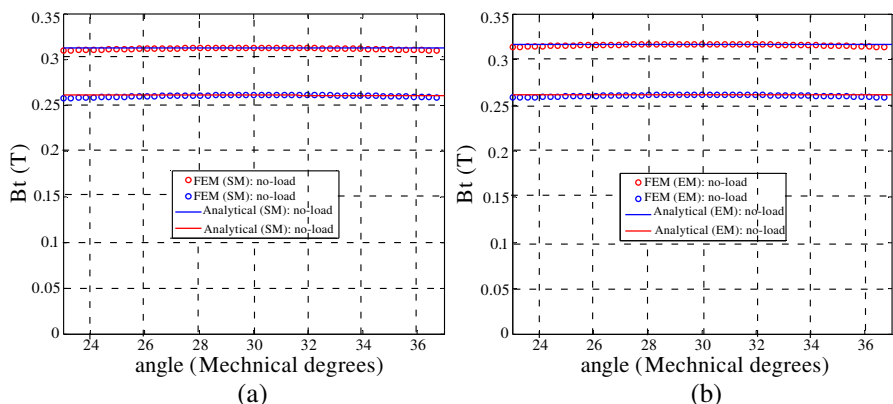 0.35
0.3
0.25
0.2
0.15
0.1
0.05
0
Bt (T)
FEM (SM): no-load
FEM (SM): no-load
Analytical (SM): no-load
Analytical (SM): no-load
24 26 28 30 32 34 36
angle (Mechnical degrees)
(a)
0.35
0.3
0.25
0.2
0.15
0.1
0.05
0
Bt (T)
FEM (EM): no-load
FEM (EM): no-load
Analytical (EM): no-load
Analytical (EM): no-load
24 26 28 30 32 34 36
angle (Mechnical degrees)
(b)